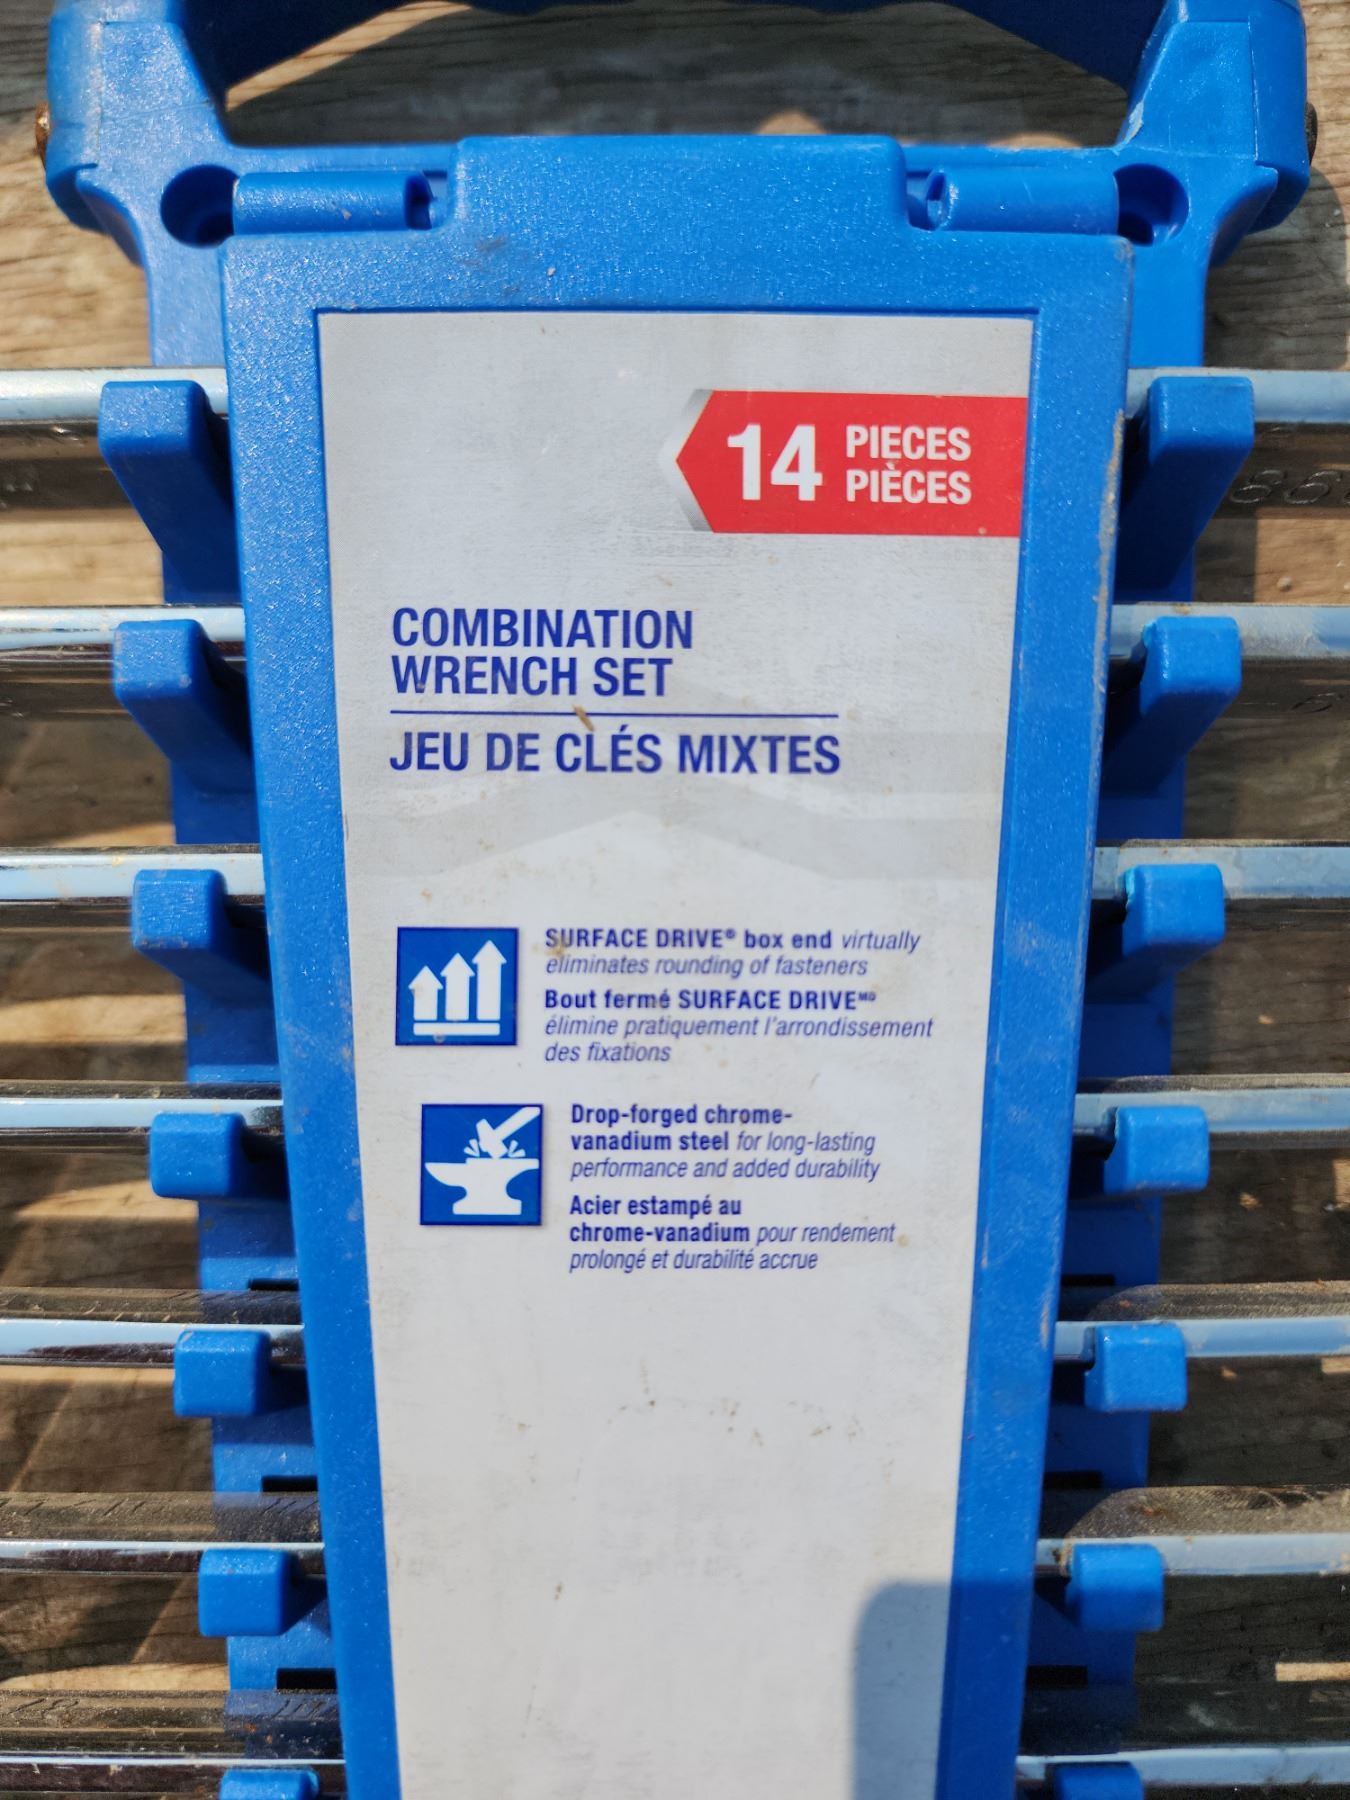 14 PIECES
PIÈCES
COMBINATION
WRENCH SET
JEU DE CLÉS MIXTES
SURFACE DRIVE® box end virtually
eliminates rounding of fasteners
Bout fermé SURFACE DRIVEᴹᴰ
élimine pratiquement l'arrondissement
des fixations
Drop-forged chrome-
vanadium steel for long-lasting
performance and added durability
Acier estampé au
chrome-vanadium pour rendement
prolongé et durabilité accrue